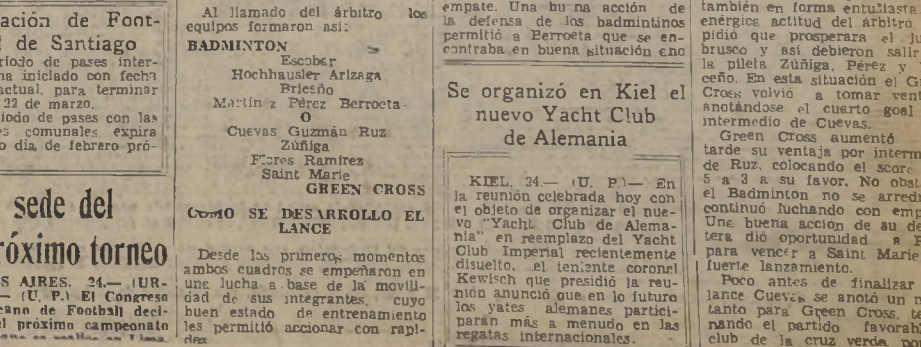 ación de Foot-
l de Santiago
ríodo de pases inter-
ha iniciado con fecha
actual, para terminar
22 de marzo.
íodo de pases con las
es comunales expira
o día de febrero pró-
sede del
róximo torneo
S AIRES, 24.— (UR-
— (U. P.) El Congreso
cano de Football decl-
el próximo campeonato
Al llamado del árbitro los
equipos formaron así:
BADMINTON
Escober
Hochhausler Arizaga
Briesño
Martín z Pérez Berroeta
O
Cuevas Guzmán Ruz
Zúñiga
Flores Ramírez
Saint Marie
GREEN CROSS
COMO SE DESARROLLO EL
LANCE
Desde los primeros momentos
ambos cuadros se empeñaron en
une lucha a base de la movili-
dad de sus integrantes, cuyo
buen estado de entrenamiento
les permitió accionar con rapi-
dez
empate. Una bu na acción de
la defensa de los badmintinos
permitió a Berroeta que se en-
contraba en buena situación eno
Se organizó en Kiel el
nuevo Yacht Club
de Alemania
KIEL, 24.— (U. P.)— En
la reunión celebrada hoy con
el objeto de organizar el nue-
vo "Yacht Club de Alema-
nia" en reemplazo del Yacht
Club Imperial recientemente
disuelto, el teniente coronel
Kewisch que presidió la reu-
nión anunció que en lo futuro
los yates alemanes partici-
parán más a menudo en las
regatas internacionales.
también en forma entusiasta
enérgica actitud del árbitro
pidió que prosperara el ju
brusco y así debieron salir
la pileta Zúñiga, Pérez y
ceño. En esta situación el G
Cross volvió a tomar vent
anotándose el cuarto goal
intermedio de Cuevas.
Green Cross aumentó
tarde su ventaja por interm
de Ruz, colocando el score
5 a 3 a su favor. No obst
el Badminton no se arredr
continuó luchando con emp
Une buena acción de su de
tera dió oportunidad a P
para vencer a Saint Marie
fuerte lanzamiento.
Poco antes de finalizar
lance Cuevas se anotó un n
tanto para Green Cross, te
nando el partido favorab
club de la cruz verde, po